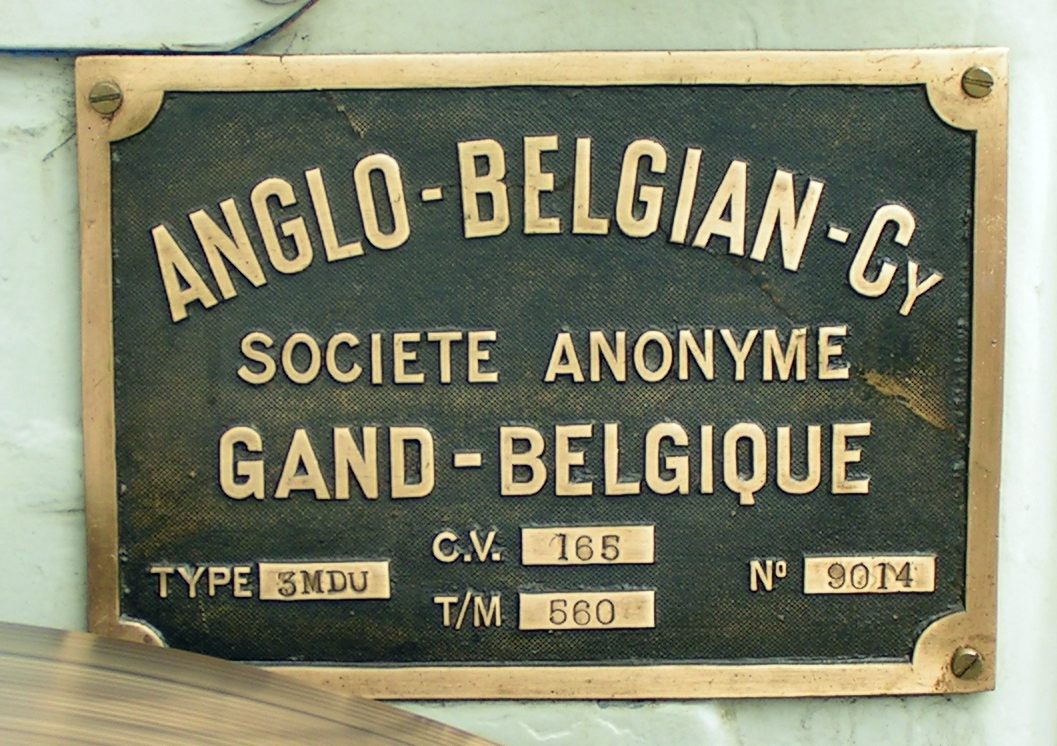 ANGLO-BELGIAN-Cy
SOCIETE ANONYME
GAND-BELGIQUE
C.V. 165
TYPE 3MDU
Nº 9014
T/M 560